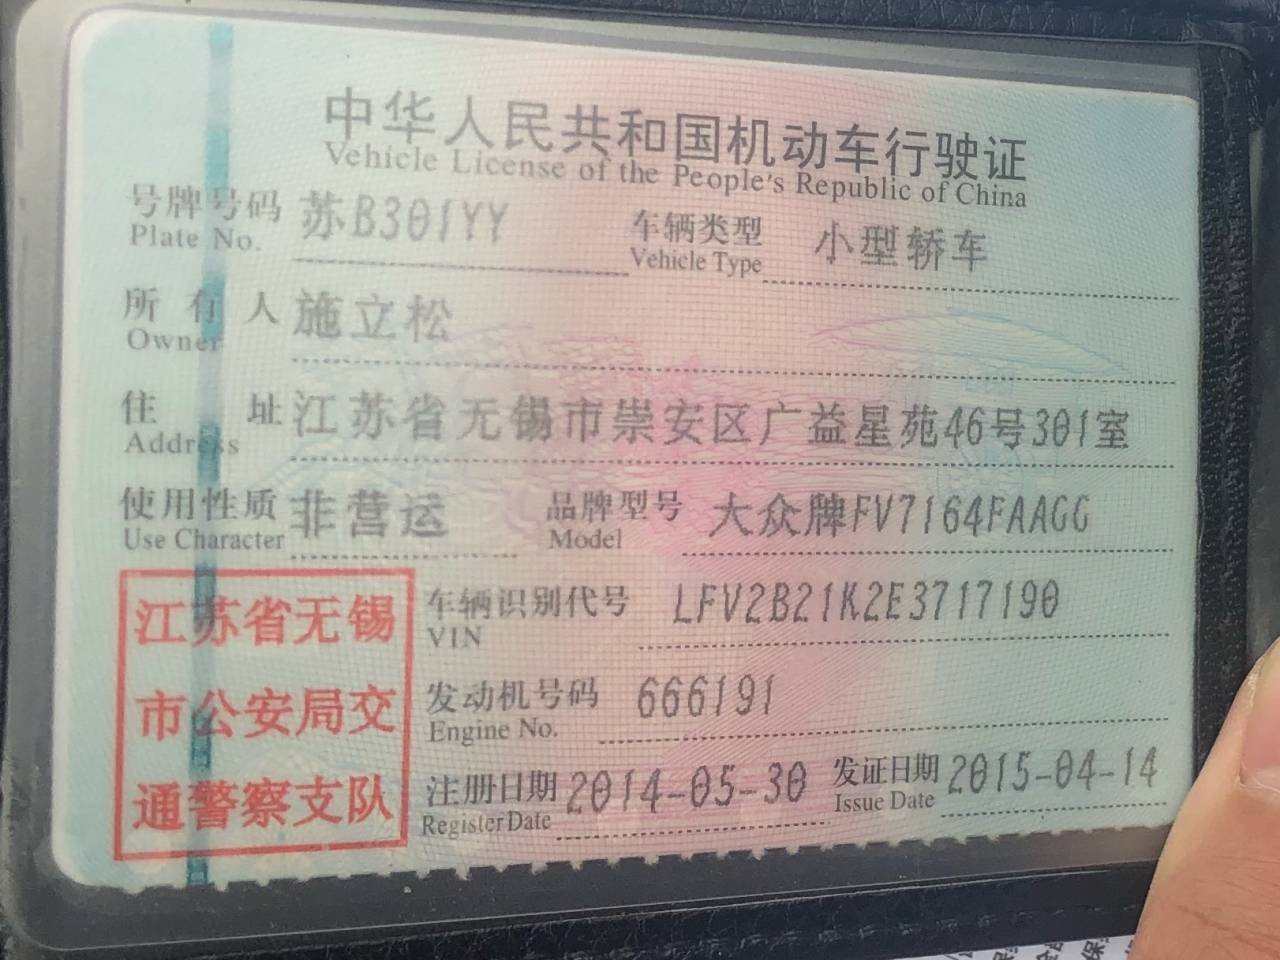 中华人民共和国机动车行驶证
Vehicle License of the People's Republic of China
号牌号码 苏B301YY 车辆类型 小型轿车
Plate No. Vehicle Type
所有人 施立松
Owner
住址 江苏省无锡市崇安区广益星苑46号301室
Address
使用性质 非营运 品牌型号 大众牌FV7164FAAGG
Use Character Model
江苏省无锡
市公安局交
通警察支队
车辆识别代号 LFV2B21K2E3717190
VIN
发动机号码 666191
Engine No.
注册日期 2014-05-30 发证日期 2015-04-14
Register Date Issue Date